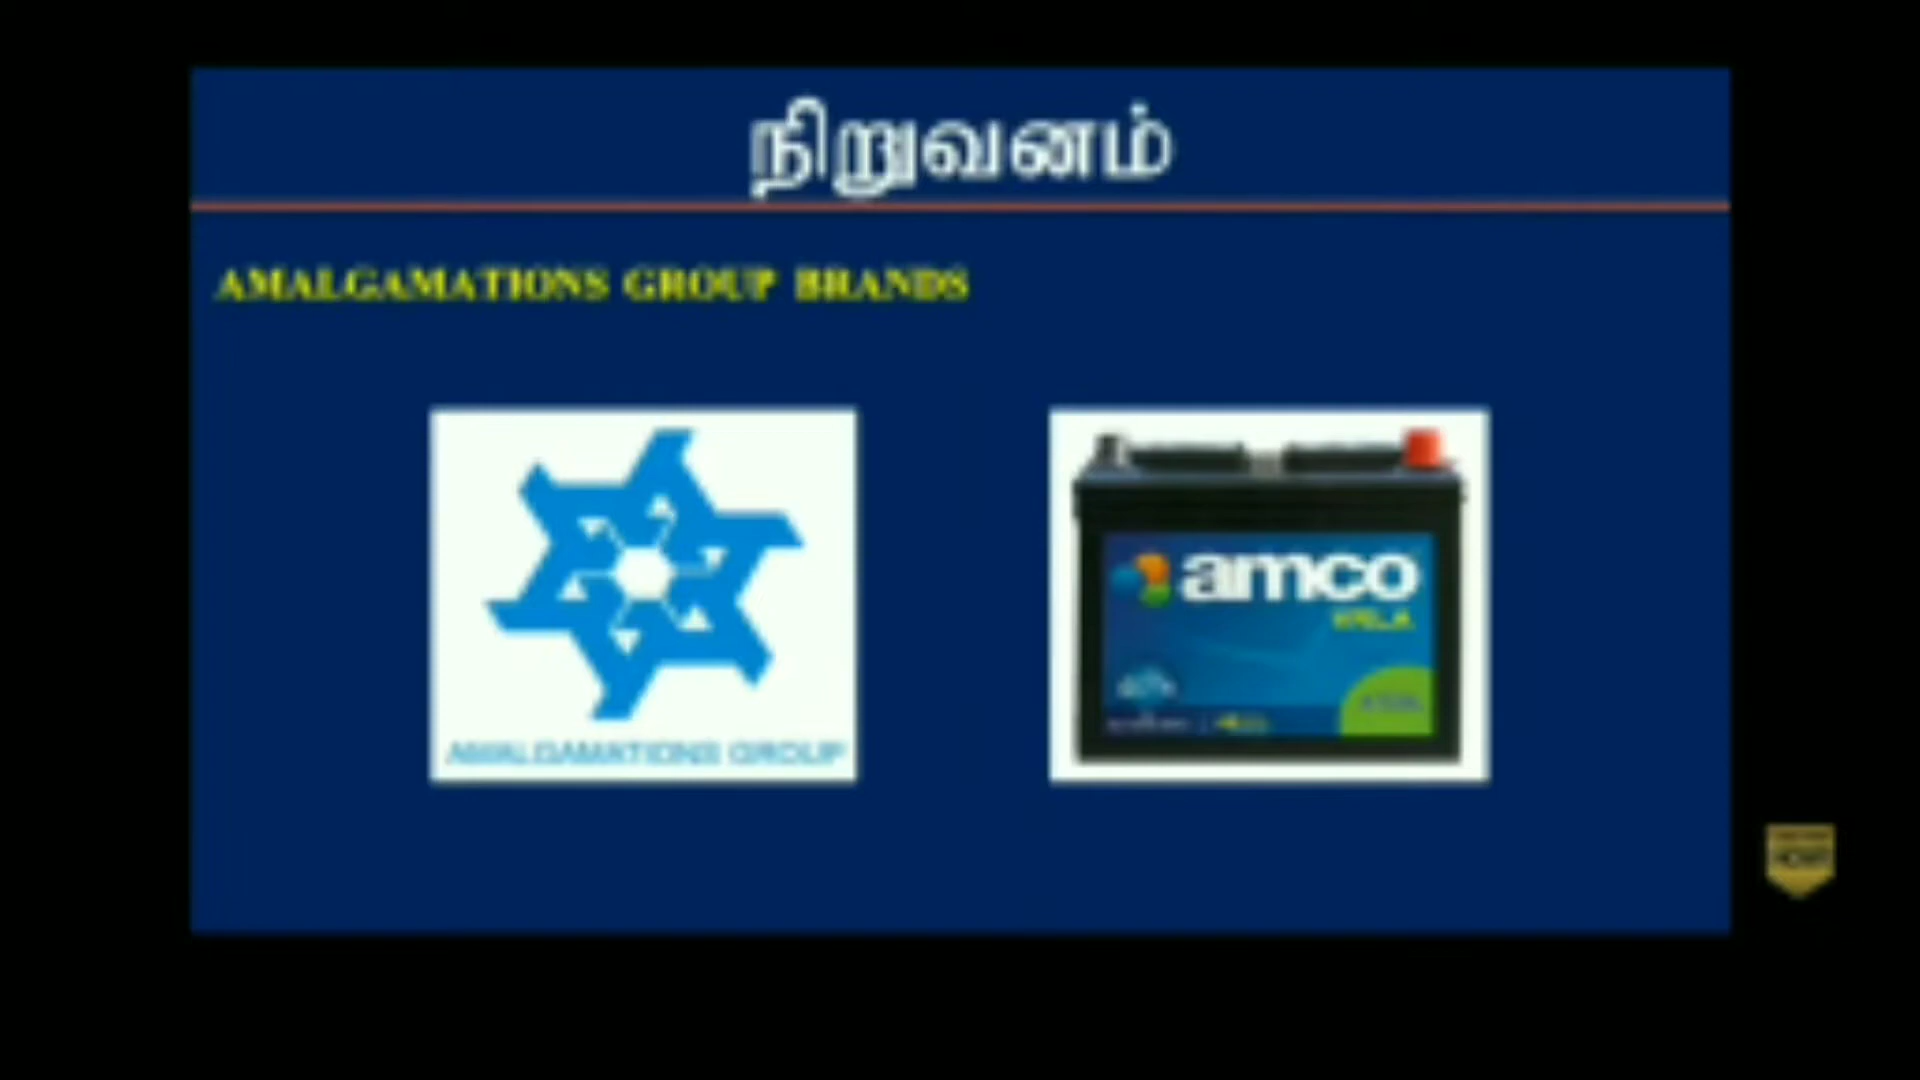 நிறுவனம்
AMALGAMATIONS GROUP BRANDS
AMALGAMATIONS GROUP
amco